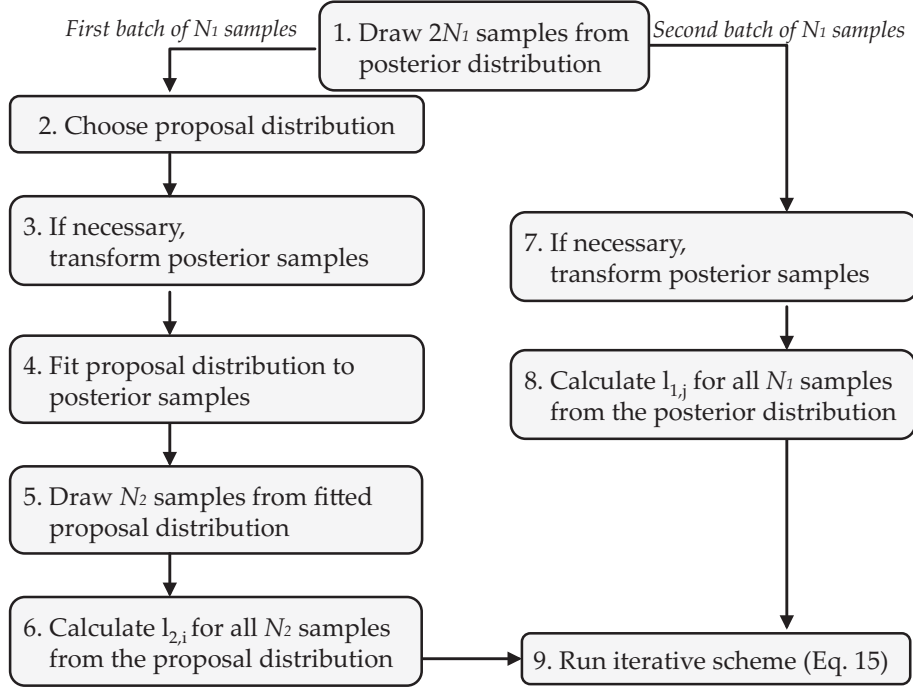 First batch of N1 samples
1. Draw 2N1 samples from
posterior distribution
Second batch of N1 samples
2. Choose proposal distribution
3. If necessary,
transform posterior samples
4. Fit proposal distribution to
posterior samples
5. Draw N2 samples from fitted
proposal distribution
6. Calculate l2,i for all N2 samples
from the proposal distribution
7. If necessary,
transform posterior samples
8. Calculate l1,j for all N1 samples
from the posterior distribution
9. Run iterative scheme (Eq. 15)